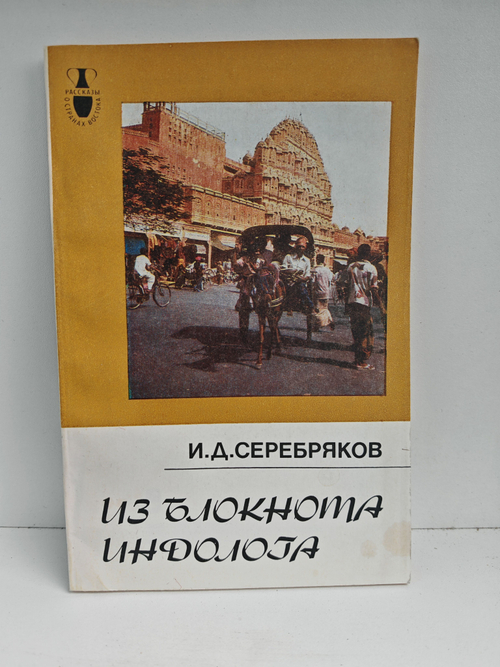 РАССКАЗЫ
О СТРАНАХ ВОСТОКА
И.Д.СЕРЕБРЯКОВ
ИЗ БЛОКНОТА
ИНДОЛОГА